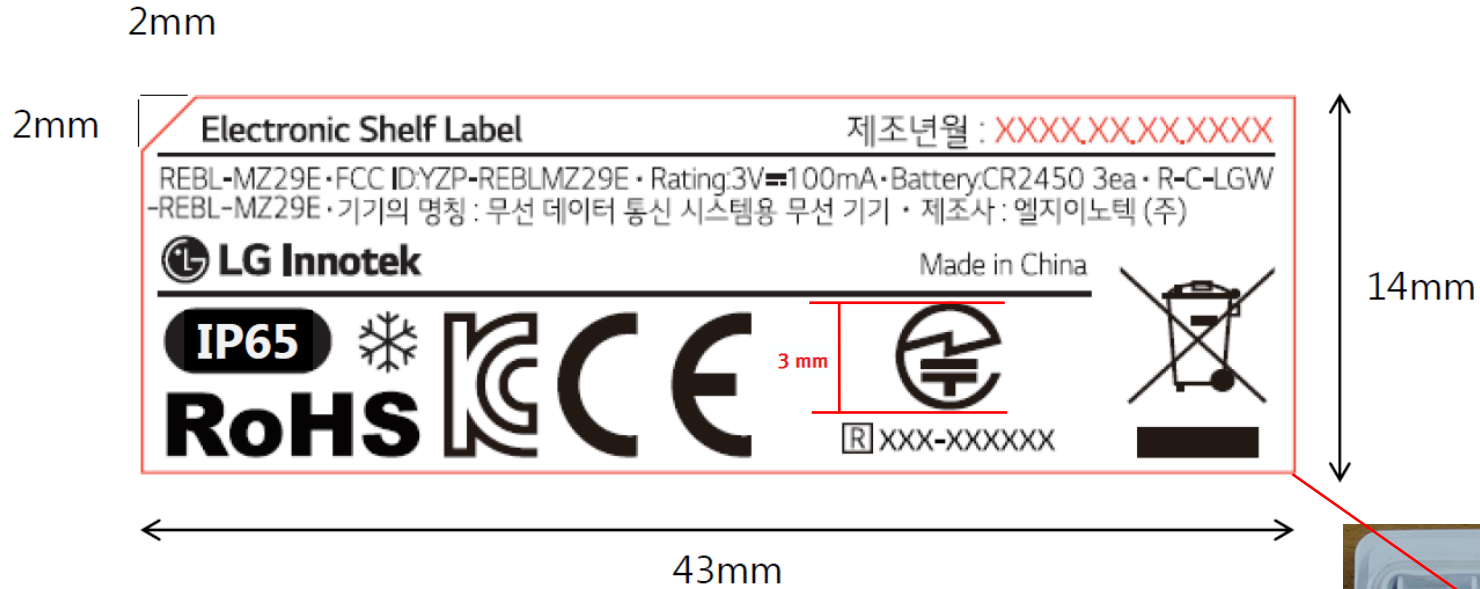 2mm
2mm
Electronic Shelf Label 제조년월 : XXXX.XX.XX.XXXX
REBL-MZ29E·FCC ID:YZP-REBLMZ29E · Rating:3V⎓100mA·Battery:CR2450 3ea · R-C-LGW
-REBL-MZ29E·기기의 명칭 : 무선 데이터 통신 시스템용 무선 기기 · 제조사 : 엘지이노텍 (주)
LG Innotek Made in China
14mm
IP65
3 mm
RoHS
KC CE
R XXX-XXXXXX
43mm